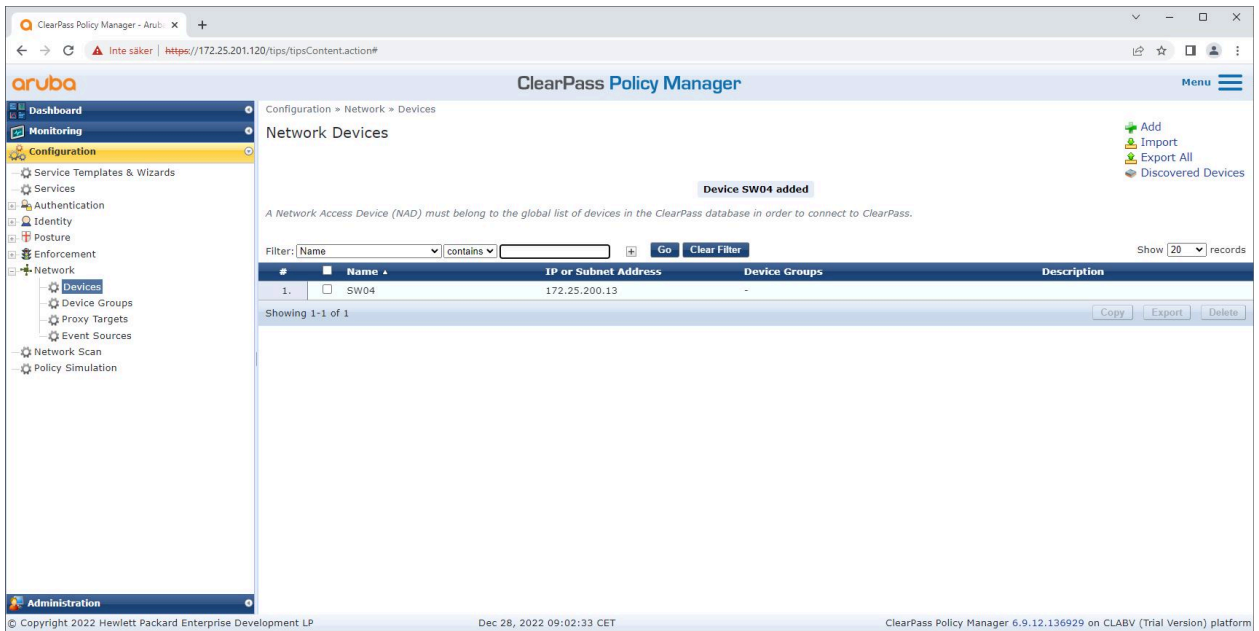 ClearPass Policy Manager - Arub
Inte säker | https://172.25.201.120/tips/tipsContent.action#
aruba
ClearPass Policy Manager
Menu
Dashboard
Monitoring
Configuration
Service Templates & Wizards
Services
Authentication
Identity
Posture
Enforcement
Network
Devices
Device Groups
Proxy Targets
Event Sources
Network Scan
Policy Simulation
Administration
Configuration » Network » Devices
Network Devices
Add
Import
Export All
Discovered Devices
Device SW04 added
A Network Access Device (NAD) must belong to the global list of devices in the ClearPass database in order to connect to ClearPass.
Filter: Name contains Go Clear Filter Show 20 records
# Name IP or Subnet Address Device Groups Description
1. SW04 172.25.200.13 -
Showing 1-1 of 1 Copy Export Delete
© Copyright 2022 Hewlett Packard Enterprise Development LP Dec 28, 2022 09:02:33 CET ClearPass Policy Manager 6.9.12.136929 on CLABV (Trial Version) platform